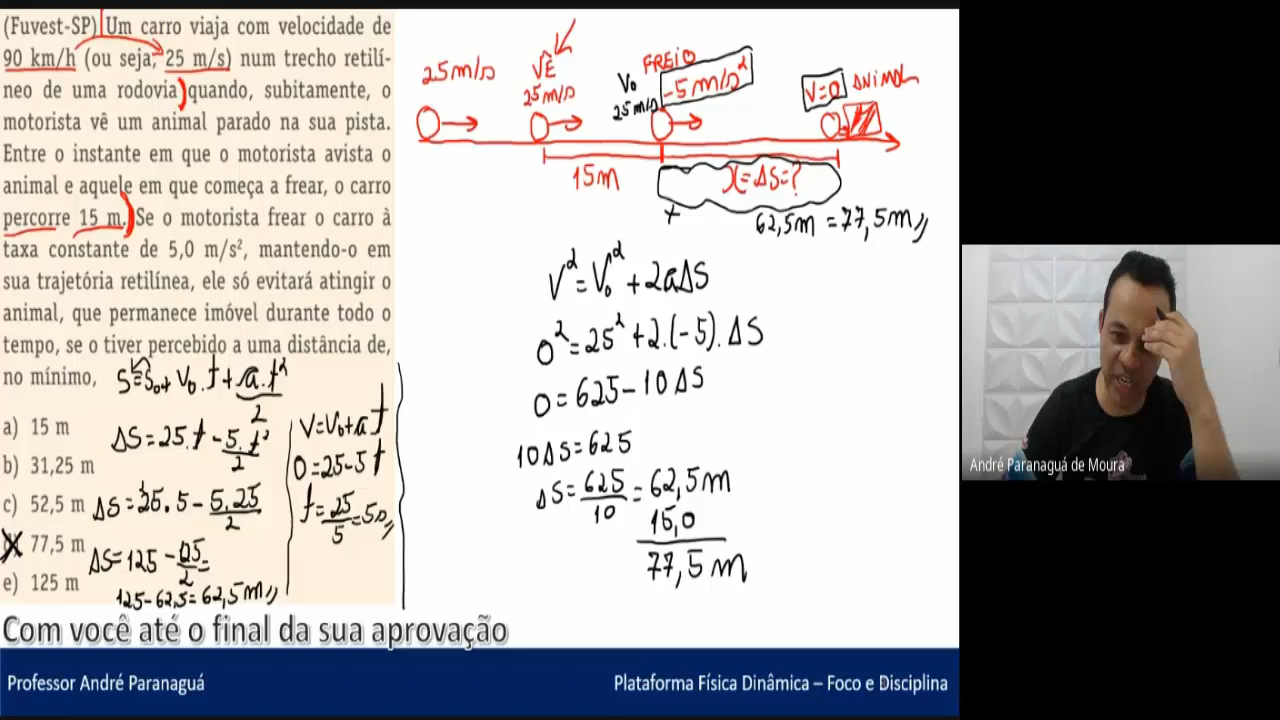 (Fuvest-SP) Um carro viaja com velocidade de
90 km/h (ou seja, 25 m/s) num trecho retilí-
neo de uma rodovia quando, subitamente, o
motorista vê um animal parado na sua pista.
Entre o instante em que o motorista avista o
animal e aquele em que começa a frear, o carro
percorre 15 m. Se o motorista frear o carro à
taxa constante de 5,0 m/s², mantendo-o em
sua trajetória retilínea, ele só evitará atingir o
animal, que permanece imóvel durante todo o
tempo, se o tiver percebido a uma distância de,
no mínimo,
a) 15 m
b) 31,25 m
c) 52,5 m
77,5 m
e) 125 m
S = S₀ + V₀.t + a.t²
2
ΔS = 25.t - 5.t²
2
ΔS = 25.5 - 5.25
2
ΔS = 125 - 125 =
2
125 - 62,5 = 62,5m
V = V₀ + a t
0 = 25 - 5t
t = 25 = 5s
5
25m/s
VÊ
25m/s
FREIO
V₀
25m/s
-5m/s²
V=0
ANIMAL
15m
X = ΔS = ?
+
62,5m = 77,5m
V² = V₀² + 2aΔS
0² = 25² + 2.(-5).ΔS
0 = 625 - 10ΔS
10ΔS = 625
ΔS = 625 = 62,5m
10
15,0
77,5m
Com você até o final da sua aprovação
Professor André Paranaguá
Plataforma Física Dinâmica – Foco e Disciplina
André Paranaguá de Moura